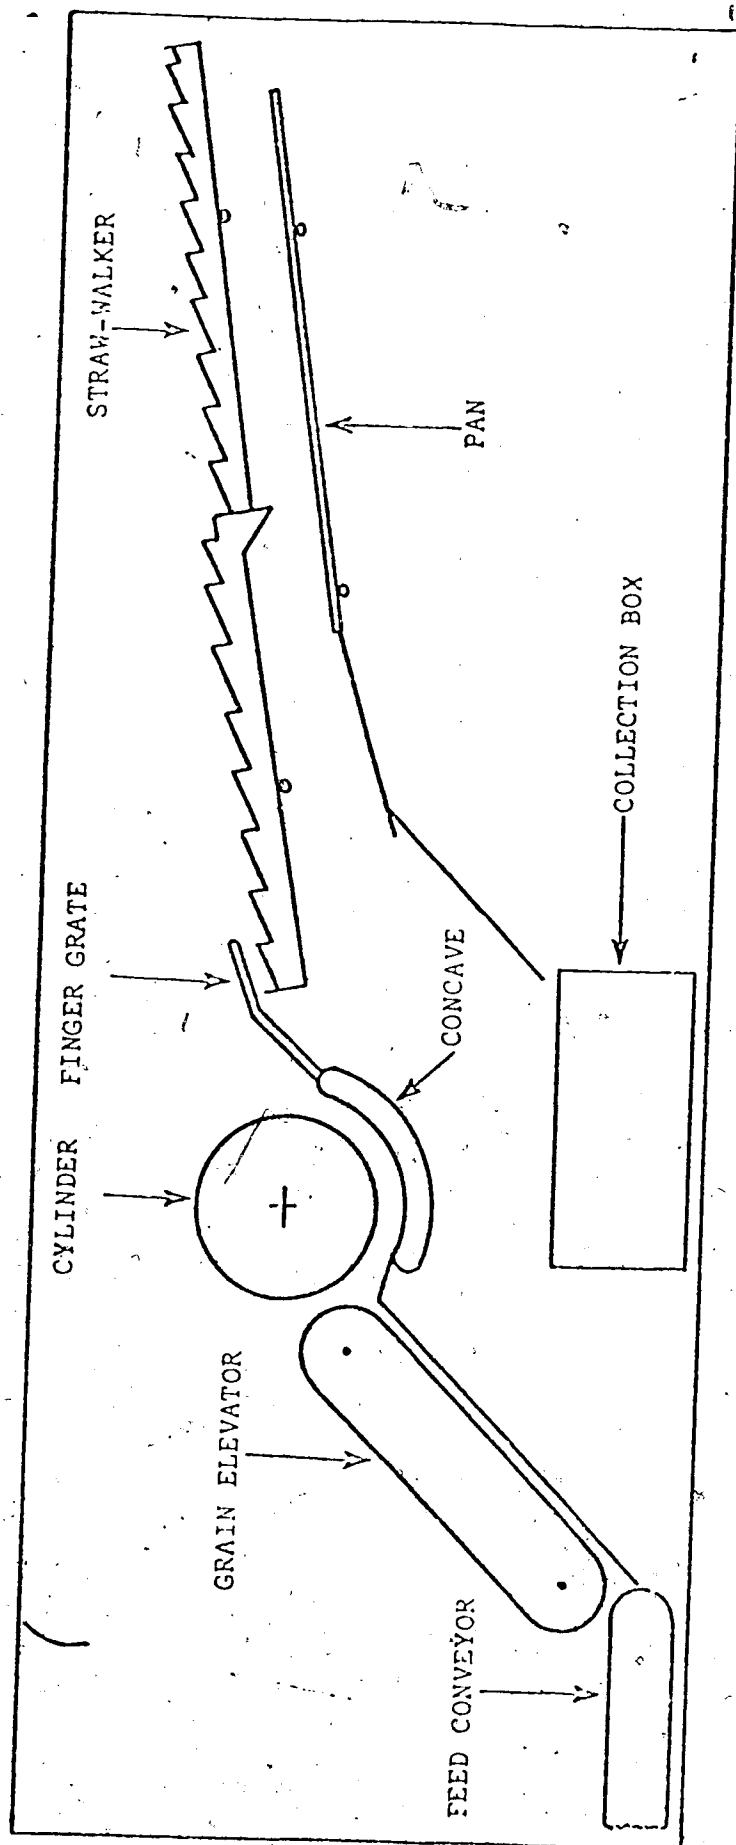 STRAW-WALKER
PAN
COLLECTION BOX
FINGER GRATE
CONCAVE
CYLINDER
GRAIN ELEVATOR
FEED CONVEYOR